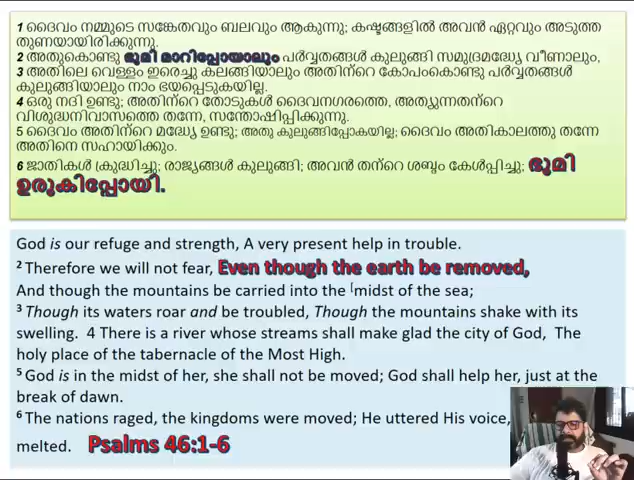 1 ദൈവം നമ്മുടെ സങ്കേതവും ബലവും ആകുന്നു; കഷ്ടങ്ങളിൽ അവൻ ഏറ്റവും അടുത്ത
തുണയായിരിക്കുന്നു.
2 അതുകൊണ്ടു ഭൂമി മാറിപ്പോയാലും പർവ്വതങ്ങൾ കുലുങ്ങി സമുദ്രമദ്ധ്യേ വീണാലും,
3 അതിലെ വെള്ളം ഇരെച്ചു കലങ്ങിയാലും അതിന്റെ കോപംകൊണ്ടു പർവ്വതങ്ങൾ
കുലുങ്ങിയാലും നാം ഭയപ്പെടുകയില്ല.
4 ഒരു നദി ഉണ്ടു; അതിന്റെ തോടുകൾ ദൈവനഗരത്തെ, അത്യുന്നതന്റെ
വിശുദ്ധനിവാസത്തെ തന്നേ, സന്തോഷിപ്പിക്കുന്നു.
5 ദൈവം അതിന്റെ മദ്ധ്യേ ഉണ്ടു; അതു കുലുങ്ങിപ്പോകയില്ല; ദൈവം അതികാലത്തു തന്നേ
അതിനെ സഹായിക്കും.
6 ജാതികൾ ക്രുദ്ധിച്ചു; രാജ്യങ്ങൾ കുലുങ്ങി; അവൻ തന്റെ ശബ്ദം കേൾപ്പിച്ചു; ഭൂമി
ഉരുകിപ്പോയി.
God is our refuge and strength, A very present help in trouble.
2 Therefore we will not fear, Even though the earth be removed,
And though the mountains be carried into the [midst of the sea;
3 Though its waters roar and be troubled, Though the mountains shake with its
swelling. 4 There is a river whose streams shall make glad the city of God, The
holy place of the tabernacle of the Most High.
5 God is in the midst of her, she shall not be moved; God shall help her, just at the
break of dawn.
6 The nations raged, the kingdoms were moved; He uttered His voice,
melted. Psalms 46:1-6